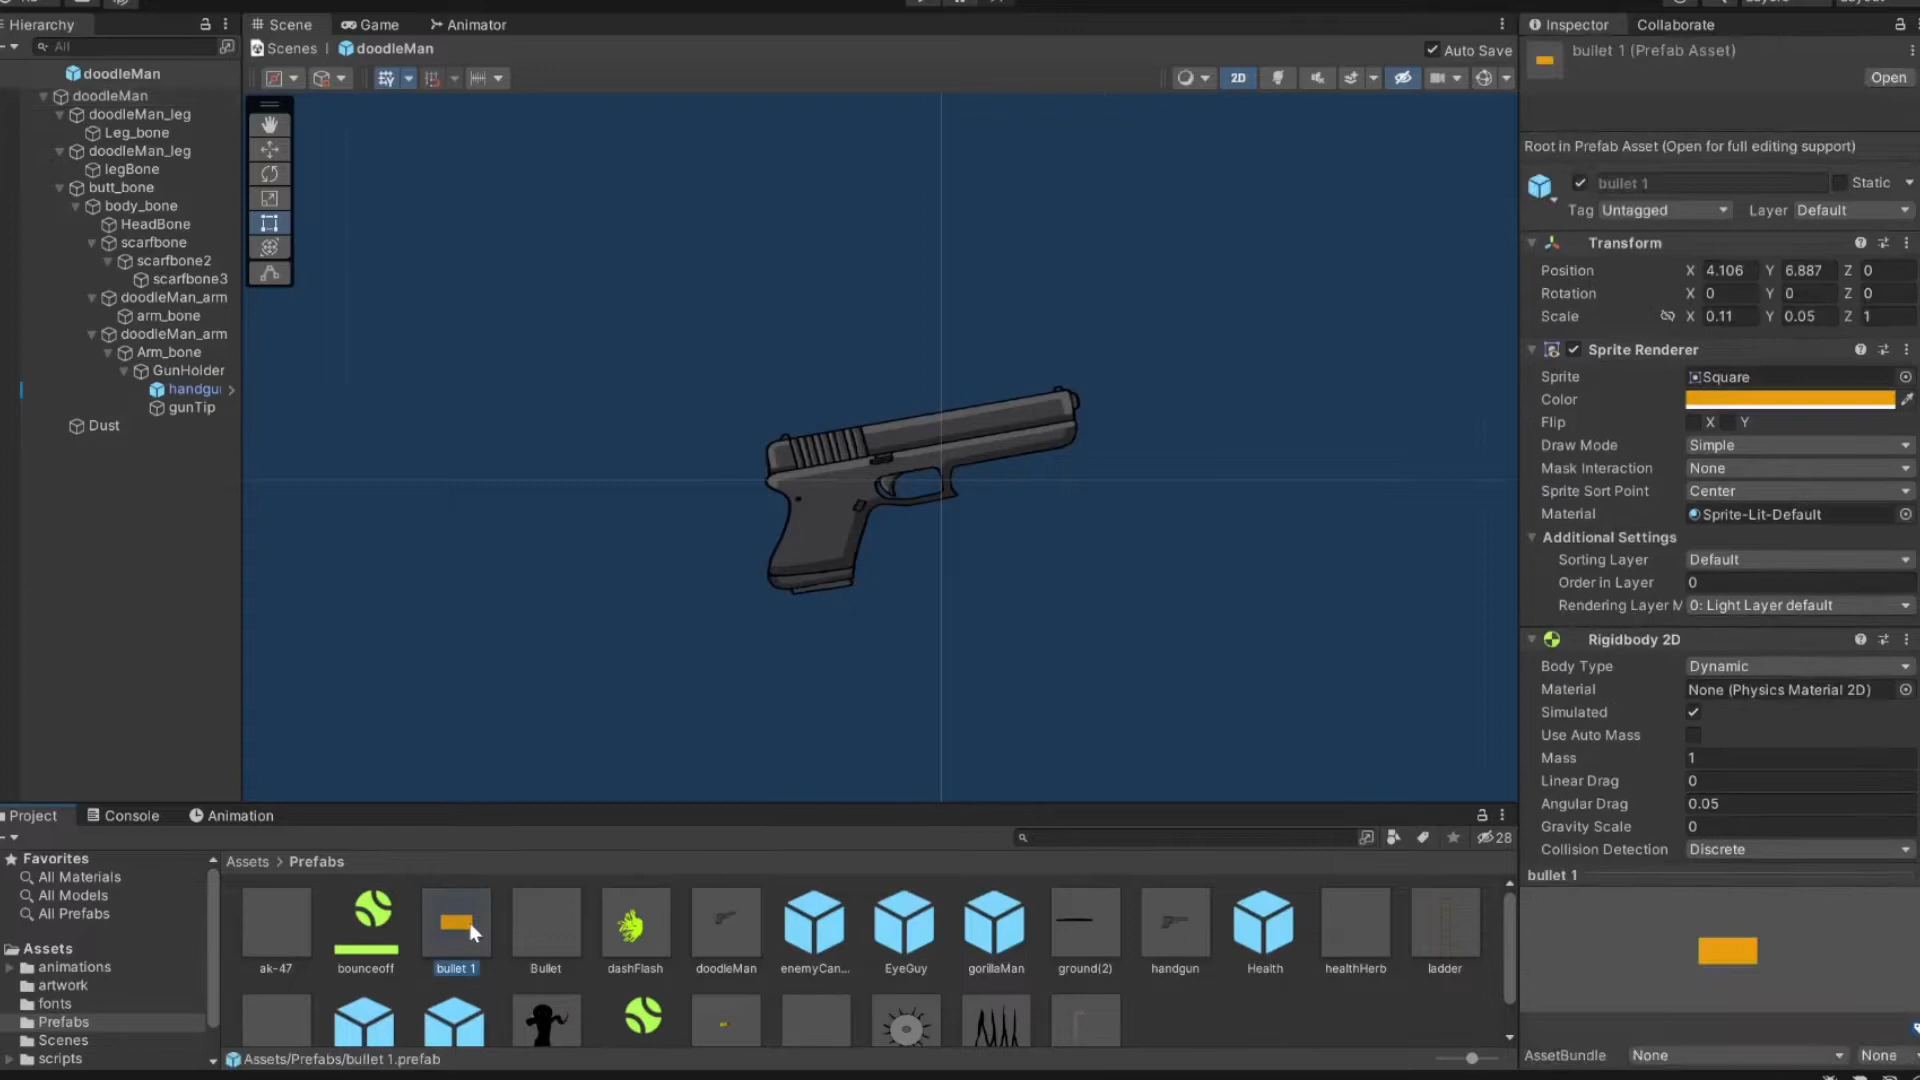 Hierarchy
All
doodleMan
doodleMan
doodleMan_leg
Leg_bone
doodleMan_leg
legBone
butt_bone
body_bone
HeadBone
scarfbone
scarfbone2
scarfbone3
doodleMan_arm
arm_bone
doodleMan_arm
Arm_bone
GunHolder
handgu
gunTip
Dust
Scene
Game
Animator
Scenes
doodleMan
Auto Save
2D
Inspector
Collaborate
bullet 1 (Prefab Asset)
Open
Root in Prefab Asset (Open for full editing support)
bullet 1
Static
Tag Untagged
Layer Default
Transform
Position X 4.106 Y 6.887 Z 0
Rotation X 0 Y 0 Z 0
Scale X 0.11 Y 0.05 Z 1
Sprite Renderer
Sprite Square
Color
Flip X Y
Draw Mode Simple
Mask Interaction None
Sprite Sort Point Center
Material Sprite-Lit-Default
Additional Settings
Sorting Layer Default
Order in Layer 0
Rendering Layer M 0: Light Layer default
Rigidbody 2D
Body Type Dynamic
Material None (Physics Material 2D)
Simulated
Use Auto Mass
Mass 1
Linear Drag 0
Angular Drag 0.05
Gravity Scale 0
Collision Detection Discrete
bullet 1
AssetBundle None None
Project
Console
Animation
28
Favorites
All Materials
All Models
All Prefabs
Assets
animations
artwork
fonts
Prefabs
Scenes
scripts
Assets > Prefabs
ak-47
bounceoff
bullet 1
Bullet
dashFlash
doodleMan
enemyCan...
EyeGuy
gorillaMan
ground(2)
handgun
Health
healthHerb
ladder
Assets/Prefabs/bullet 1.prefab